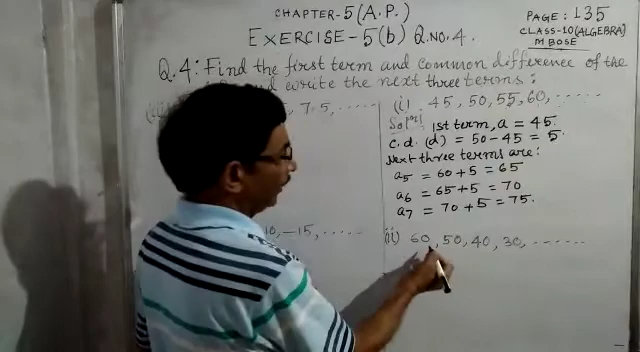 CHAPTER-5(A.P.)
EXERCISE-5(b) Q.NO.4.
PAGE: 135
CLASS-10(ALGEBRA)
M BOSE
Q.4: Find the first term and common difference of the
and write the next three terms:
7.5, ......
10, -15, ......
(i) 45, 50, 55, 60, ......
Soln: 1st term, a = 45.
C.d. (d) = 50-45 = 5.
Next three terms are:
a5 = 60+5 = 65
a6 = 65+5 = 70
a7 = 70+5 = 75.
(ii) 60, 50, 40, 30, .......